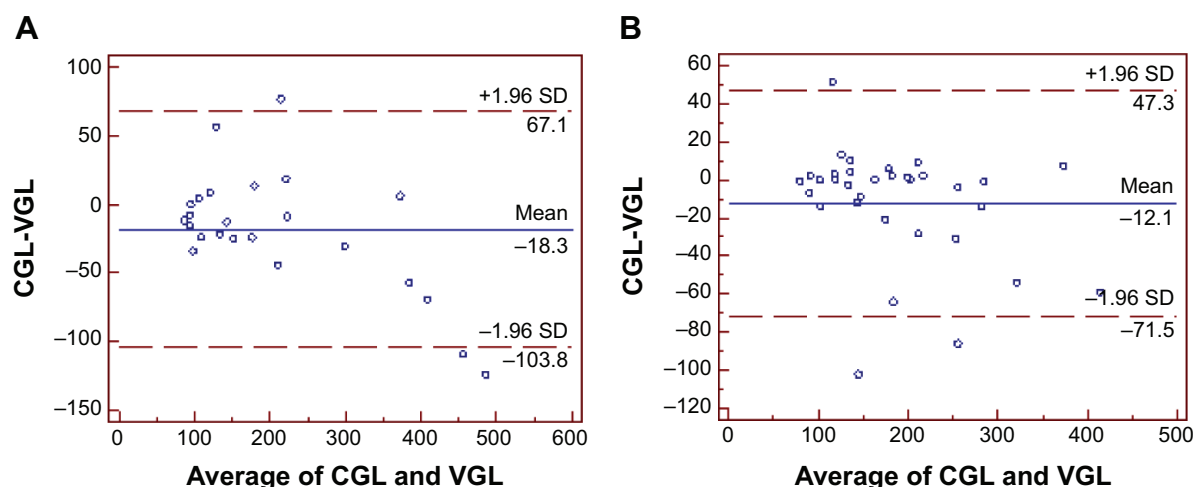 A
CGL-VGL
100
50
0
–50
–100
–150
+1.96 SD
67.1
Mean
–18.3
–1.96 SD
–103.8
0 100 200 300 400 500 600
Average of CGL and VGL
B
CGL-VGL
60
40
20
0
–20
–40
–60
–80
–100
–120
+1.96 SD
47.3
Mean
–12.1
–1.96 SD
–71.5
0 100 200 300 400 500
Average of CGL and VGL